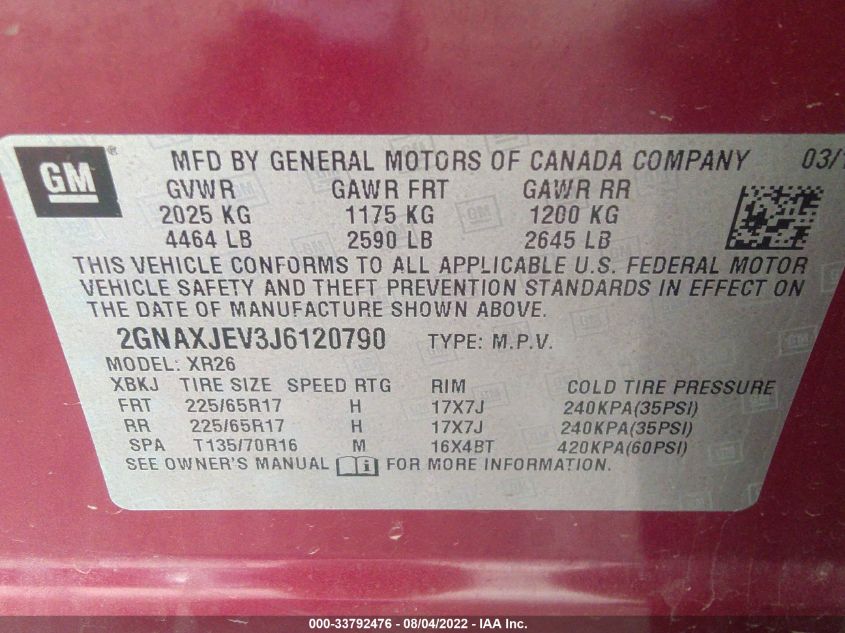 GM ®
MFD BY GENERAL MOTORS OF CANADA COMPANY 03/1
GVWR GAWR FRT GAWR RR
2025 KG 1175 KG 1200 KG
4464 LB 2590 LB 2645 LB
THIS VEHICLE CONFORMS TO ALL APPLICABLE U.S. FEDERAL MOTOR
VEHICLE SAFETY AND THEFT PREVENTION STANDARDS IN EFFECT ON
THE DATE OF MANUFACTURE SHOWN ABOVE.
2GNAXJEV3J6120790 TYPE: M.P.V.
MODEL: XR26
XBKJ TIRE SIZE SPEED RTG RIM COLD TIRE PRESSURE
FRT 225/65R17 H 17X7J 240KPA(35PSI)
RR 225/65R17 H 17X7J 240KPA(35PSI)
SPA T135/70R16 M 16X4BT 420KPA(60PSI)
SEE OWNER'S MANUAL i FOR MORE INFORMATION.
000-33792476 - 08/04/2022 - IAA Inc.